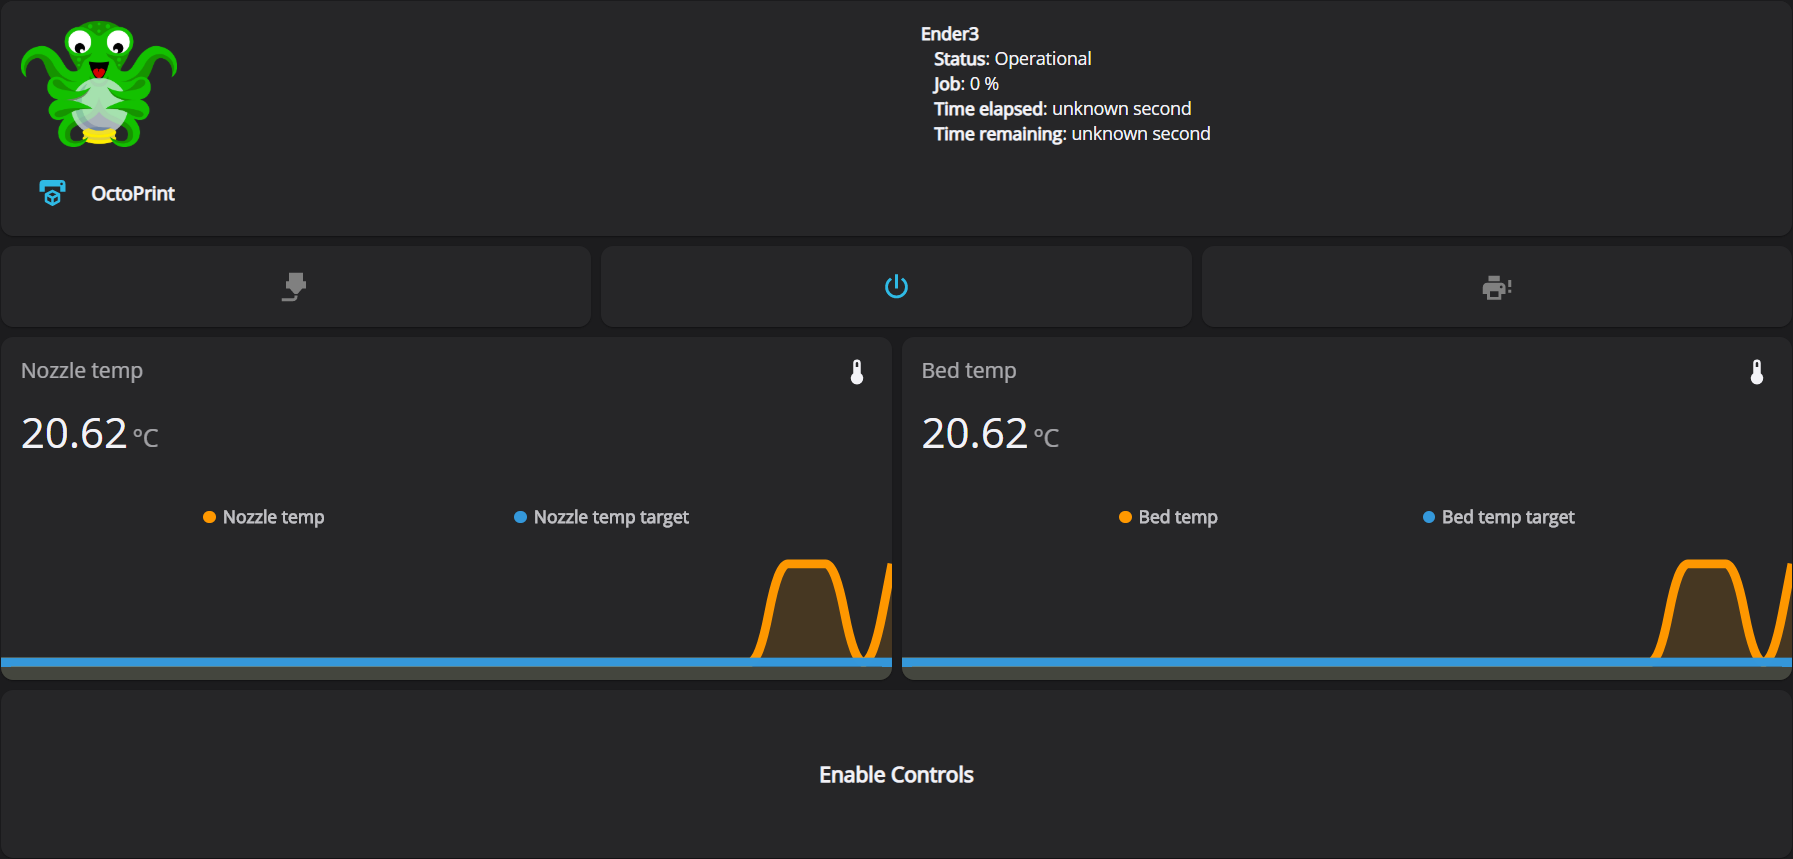 Ender3
Status: Operational
Job: 0 %
Time elapsed: unknown second
Time remaining: unknown second
OctoPrint
Nozzle temp
20.62 °C
Nozzle temp
Nozzle temp target
Bed temp
20.62 °C
Bed temp
Bed temp target
Enable Controls